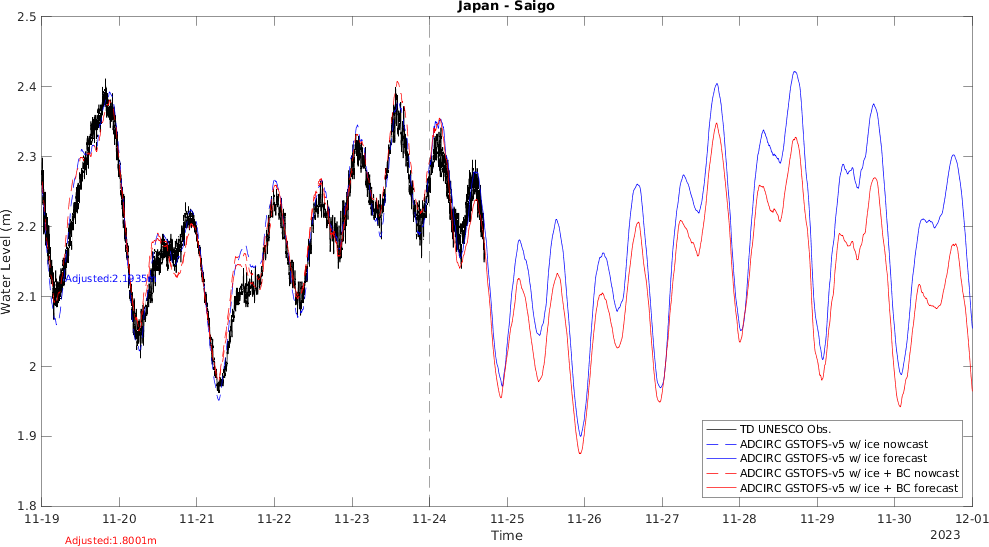 Japan - Saigo
2.5
2.4
2.3
2.2
2.1
2
1.9
1.8
Water Level (m)
Adjusted:2.1935m
TD UNESCO Obs.
ADCIRC GSTOFS-v5 w/ ice nowcast
ADCIRC GSTOFS-v5 w/ ice forecast
ADCIRC GSTOFS-v5 w/ ice + BC nowcast
ADCIRC GSTOFS-v5 w/ ice + BC forecast
11-19 11-20 11-21 11-22 11-23 11-24 11-25 11-26 11-27 11-28 11-29 11-30 12-01
Time
2023
Adjusted:1.8001m